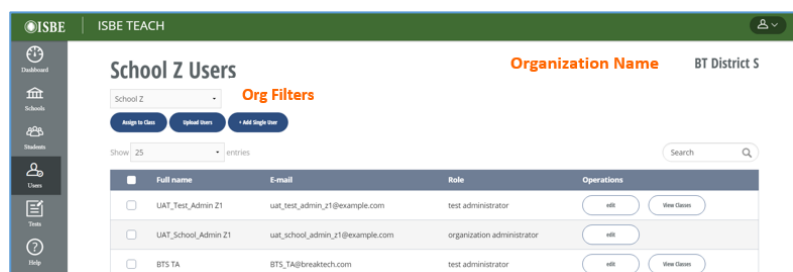 ISBE ISBE TEACH
Dashboard
Schools
Students
Users
Tests
Help
School Z Users
Organization Name BT District S
School Z Org Filters
Assign to Class Upload Users + Add Single User
Show 25 entries Search
Full name E-mail Role Operations
UAT_Test_Admin Z1 uat_test_admin_z1@example.com test administrator edit View Classes
UAT_School_Admin Z1 uat_school_admin_z1@example.com organization administrator edit
BTS TA BTS_TA@breaktech.com test administrator edit View Classes